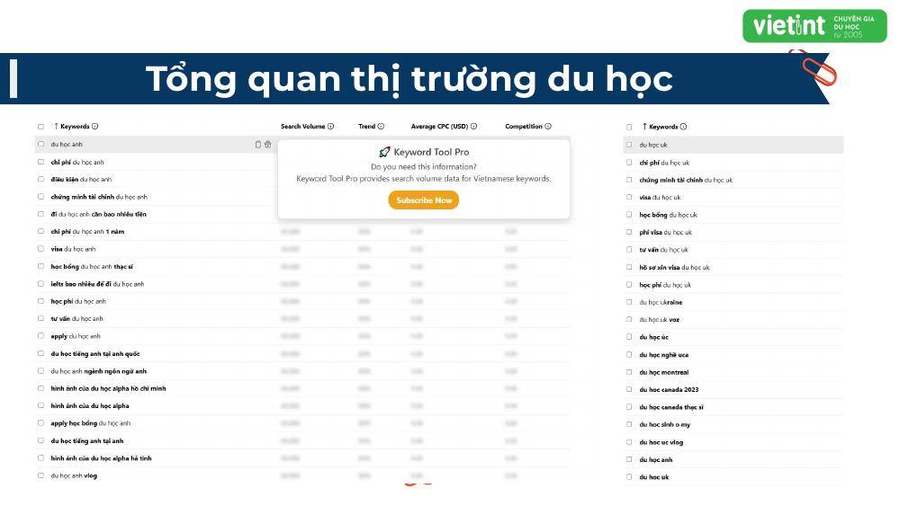 vietint
CHUYÊN GIA
DU HỌC
TỪ 2005
Tổng quan thị trường du học
Keywords
Search Volume
Trend
Average CPC (USD)
Competition
du học anh
chi phí du học anh
điều kiện du học anh
chứng minh tài chính du học anh
đi du học anh cần bao nhiêu tiền
chi phí du học anh 1 năm
visa du học anh
học bổng du học anh thạc sĩ
ielts bao nhiêu để đi du học anh
học phí du học anh
tư vấn du học anh
apply du học anh
du học tiếng anh tại anh quốc
du học anh ngành ngôn ngữ anh
hình ảnh của du học alpha hồ chí minh
hình ảnh của du học alpha
apply học bổng du học anh
du học tiếng anh tại anh
hình ảnh của du học alpha hà tĩnh
du học anh vlog
Keyword Tool Pro
Do you need this information?
Keyword Tool Pro provides search volume data for Vietnamese keywords.
Subscribe Now
Keywords
du học uk
chi phí du học uk
chứng minh tài chính du học uk
visa du học uk
học bổng du học uk
phí visa du học uk
tư vấn du học uk
hồ sơ xin visa du học uk
học phí du học uk
du học ukraine
du học uk voz
du học úc
du học nghề úca
du học montreal
du hoc canada 2023
du học canada thạc sĩ
du hoc sinh o my
du hoc uc vlog
du học anh
du hoc uk